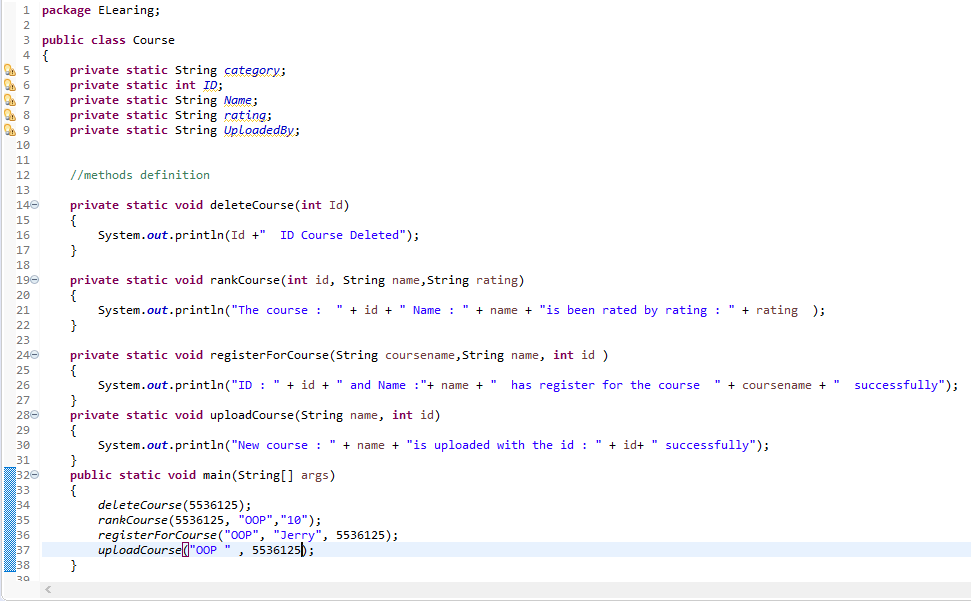 1 package ELearing;
2
3 public class Course
4 {
5     private static String category;
6     private static int ID;
7     private static String Name;
8     private static String rating;
9     private static String UploadedBy;
10
11
12     //methods definition
13
14     private static void deleteCourse(int Id)
15     {
16         System.out.println(Id +"  ID Course Deleted");
17     }
18
19     private static void rankCourse(int id, String name,String rating)
20     {
21         System.out.println("The course :  " + id + " Name : " + name + "is been rated by rating : " + rating  );
22     }
23
24     private static void registerForCourse(String coursename,String name, int id )
25     {
26         System.out.println("ID : " + id + " and Name :"+ name + "  has register for the course  " + coursename + "  successfully");
27     }
28     private static void uploadCourse(String name, int id)
29     {
30         System.out.println("New course : " + name + "is uploaded with the id : " + id+ " successfully");
31     }
32     public static void main(String[] args)
33     {
34         deleteCourse(5536125);
35         rankCourse(5536125, "OOP","10");
36         registerForCourse("OOP", "Jerry", 5536125);
37         uploadCourse("OOP " , 5536125);
38     }
39